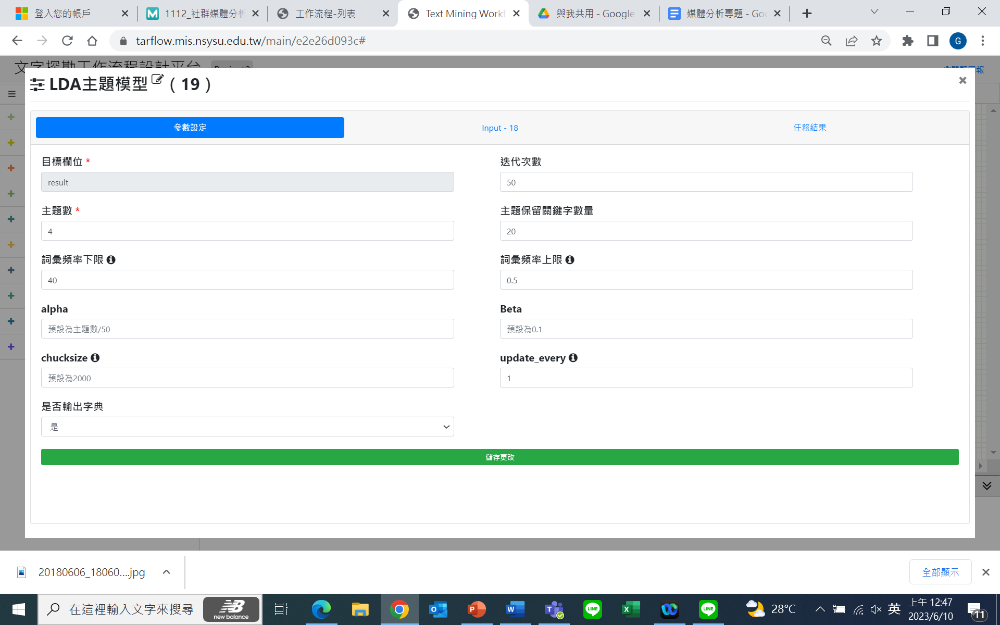 登入您的帳戶
1112_社群媒體分析
工作流程-列表
Text Mining Workf
與我共用 - Google
媒體分析專題 - Goo
tarflow.mis.nsysu.edu.tw/main/e2e26d093c#
G
文字探勘工作流程設計平台
LDA主題模型 ( 19 )
參數設定
Input - 18
任務結果
目標欄位 *
迭代次數
result
50
主題數 *
主題保留關鍵字數量
4
20
詞彙頻率下限
詞彙頻率上限
40
0.5
alpha
Beta
預設為主題數/50
預設為0.1
chucksize
update_every
預設為2000
1
是否輸出字典
是
儲存更改
20180606_18060....jpg
全部顯示
在這裡輸入文字來搜尋
new balance
28°C
英
上午 12:47
2023/6/10
11